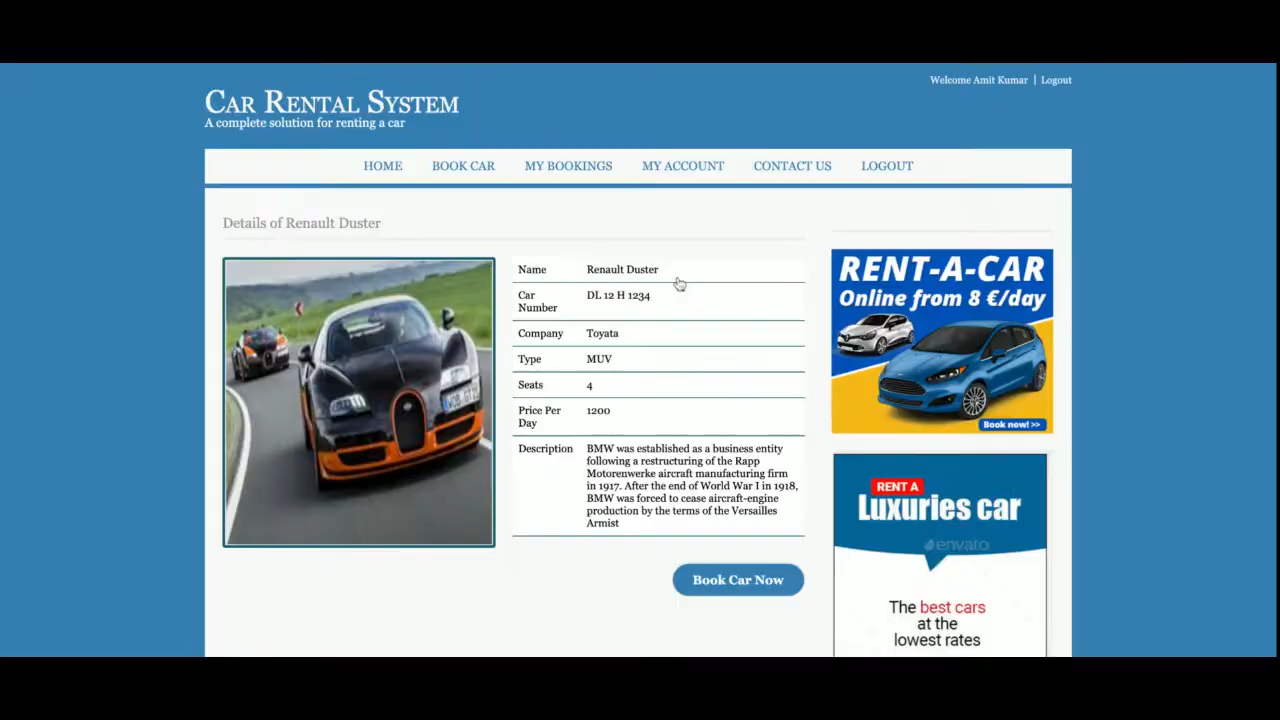 Welcome Amit Kumar | Logout
CAR RENTAL SYSTEM
A complete solution for renting a car
HOME
BOOK CAR
MY BOOKINGS
MY ACCOUNT
CONTACT US
LOGOUT
Details of Renault Duster
Name Renault Duster
Car Number DL 12 H 1234
Company Toyata
Type MUV
Seats 4
Price Per Day 1200
Description BMW was established as a business entity
following a restructuring of the Rapp
Motorenwerke aircraft manufacturing firm
in 1917. After the end of World War I in 1918,
BMW was forced to cease aircraft-engine
production by the terms of the Versailles
Armist
Book Car Now
RENT-A-CAR
Online from 8 €/day
Book now! >>
RENT A
Luxuries car
envato
The best cars
at the
lowest rates